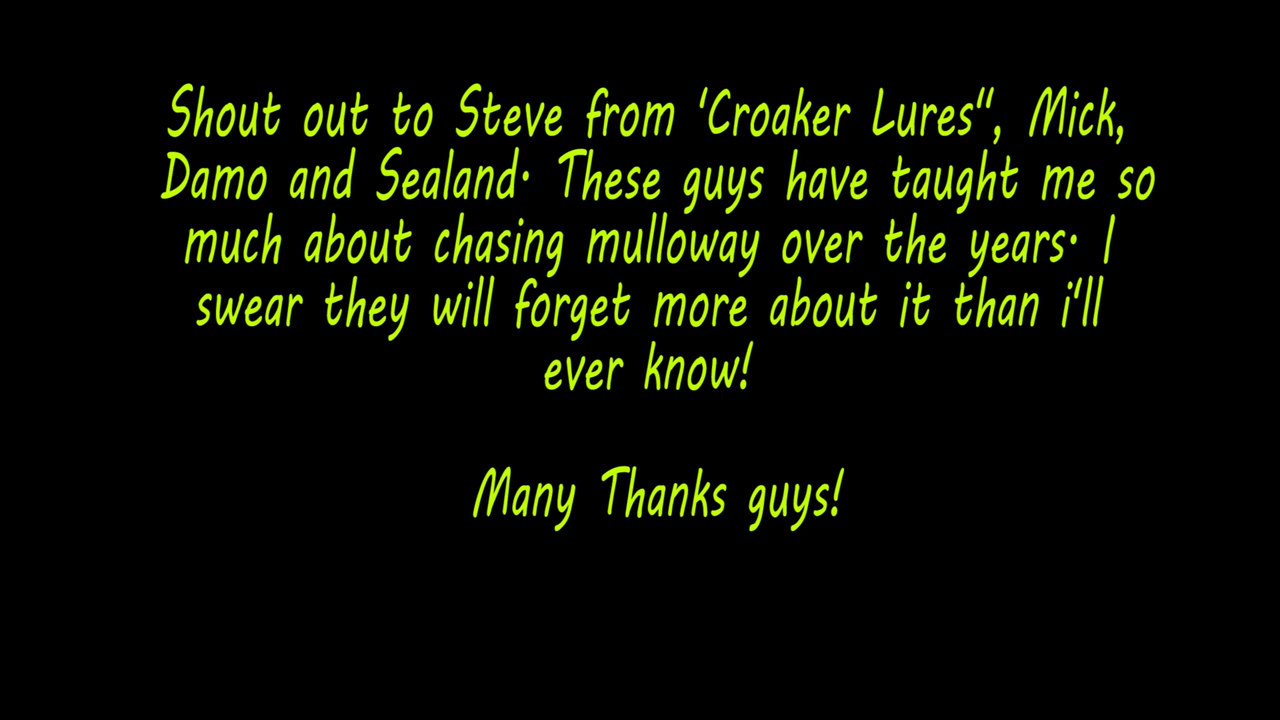 Shout out to Steve from 'Croaker Lures", Mick,
Damo and Sealand. These guys have taught me so
much about chasing mulloway over the years. I
swear they will forget more about it than i'll
ever know!
Many Thanks guys!